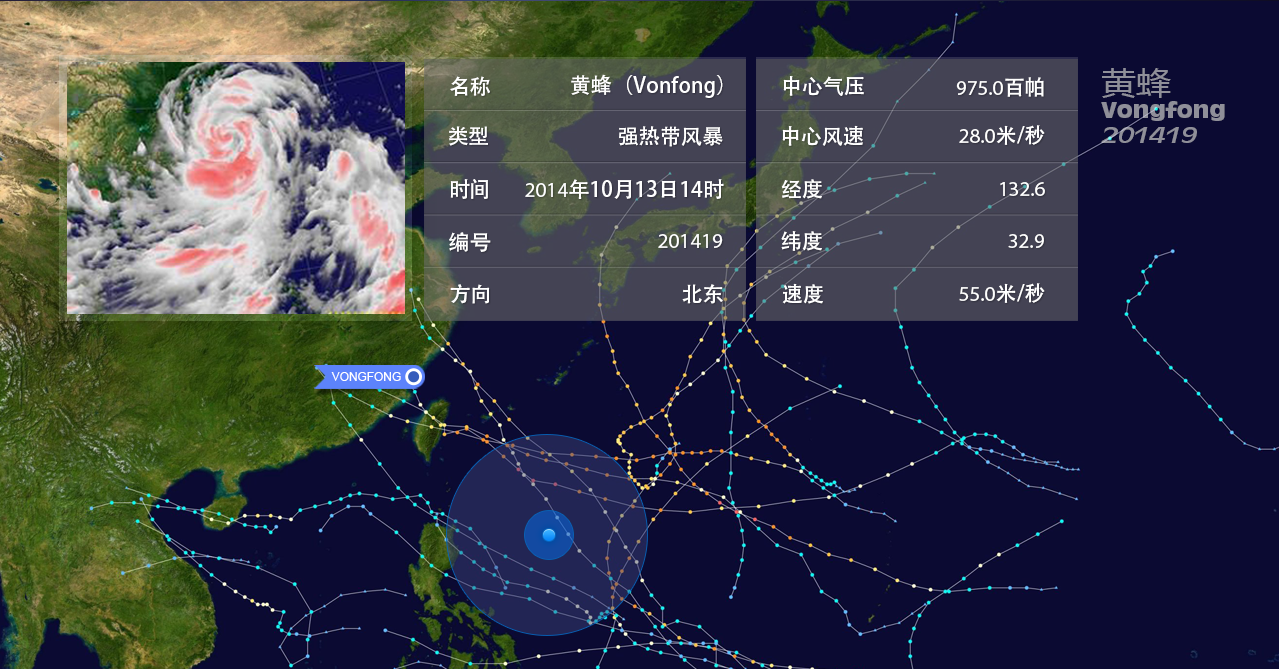 名称 黄蜂（Vonfong）
类型 强热带风暴
时间 2014年10月13日14时
编号 201419
方向 北东
中心气压 975.0百帕
中心风速 28.0米/秒
经度 132.6
纬度 32.9
速度 55.0米/秒
黄蜂
Vongfong
201419
VONGFONG